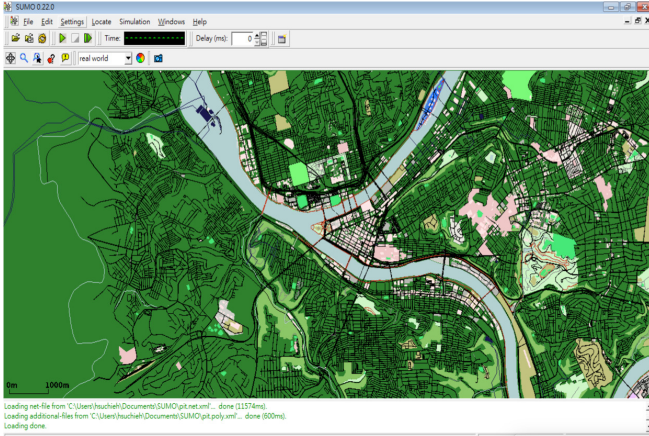 SUMO 0.22.0
File Edit Settings Locate Simulation Windows Help
Time: Delay (ms): 0
real world
0m 1000m
Loading net-file from 'C:\Users\hsuchieh\Documents\SUMO\pit.net.xml'... done (11574ms).
Loading additional-files from 'C:\Users\hsuchieh\Documents\SUMO\pit.poly.xml'... done (600ms).
Loading done.